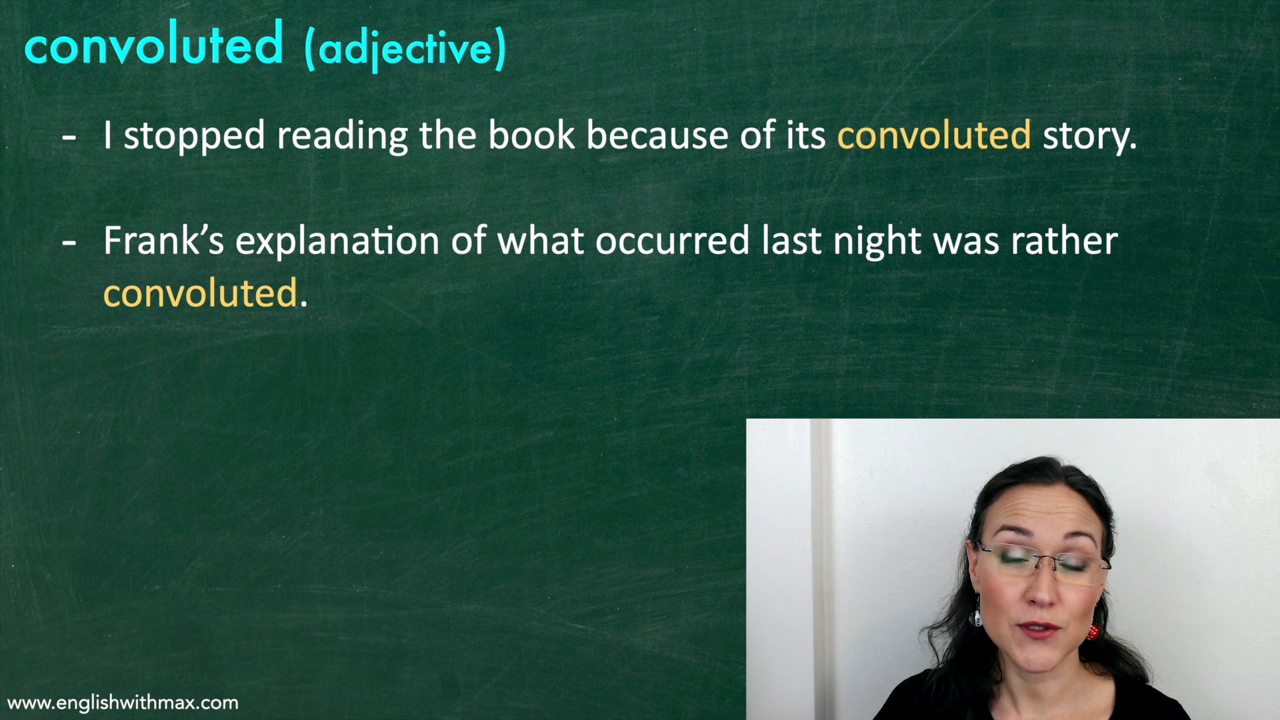 convoluted (adjective)
- I stopped reading the book because of its convoluted story.
- Frank’s explanation of what occurred last night was rather
convoluted.
www.englishwithmax.com